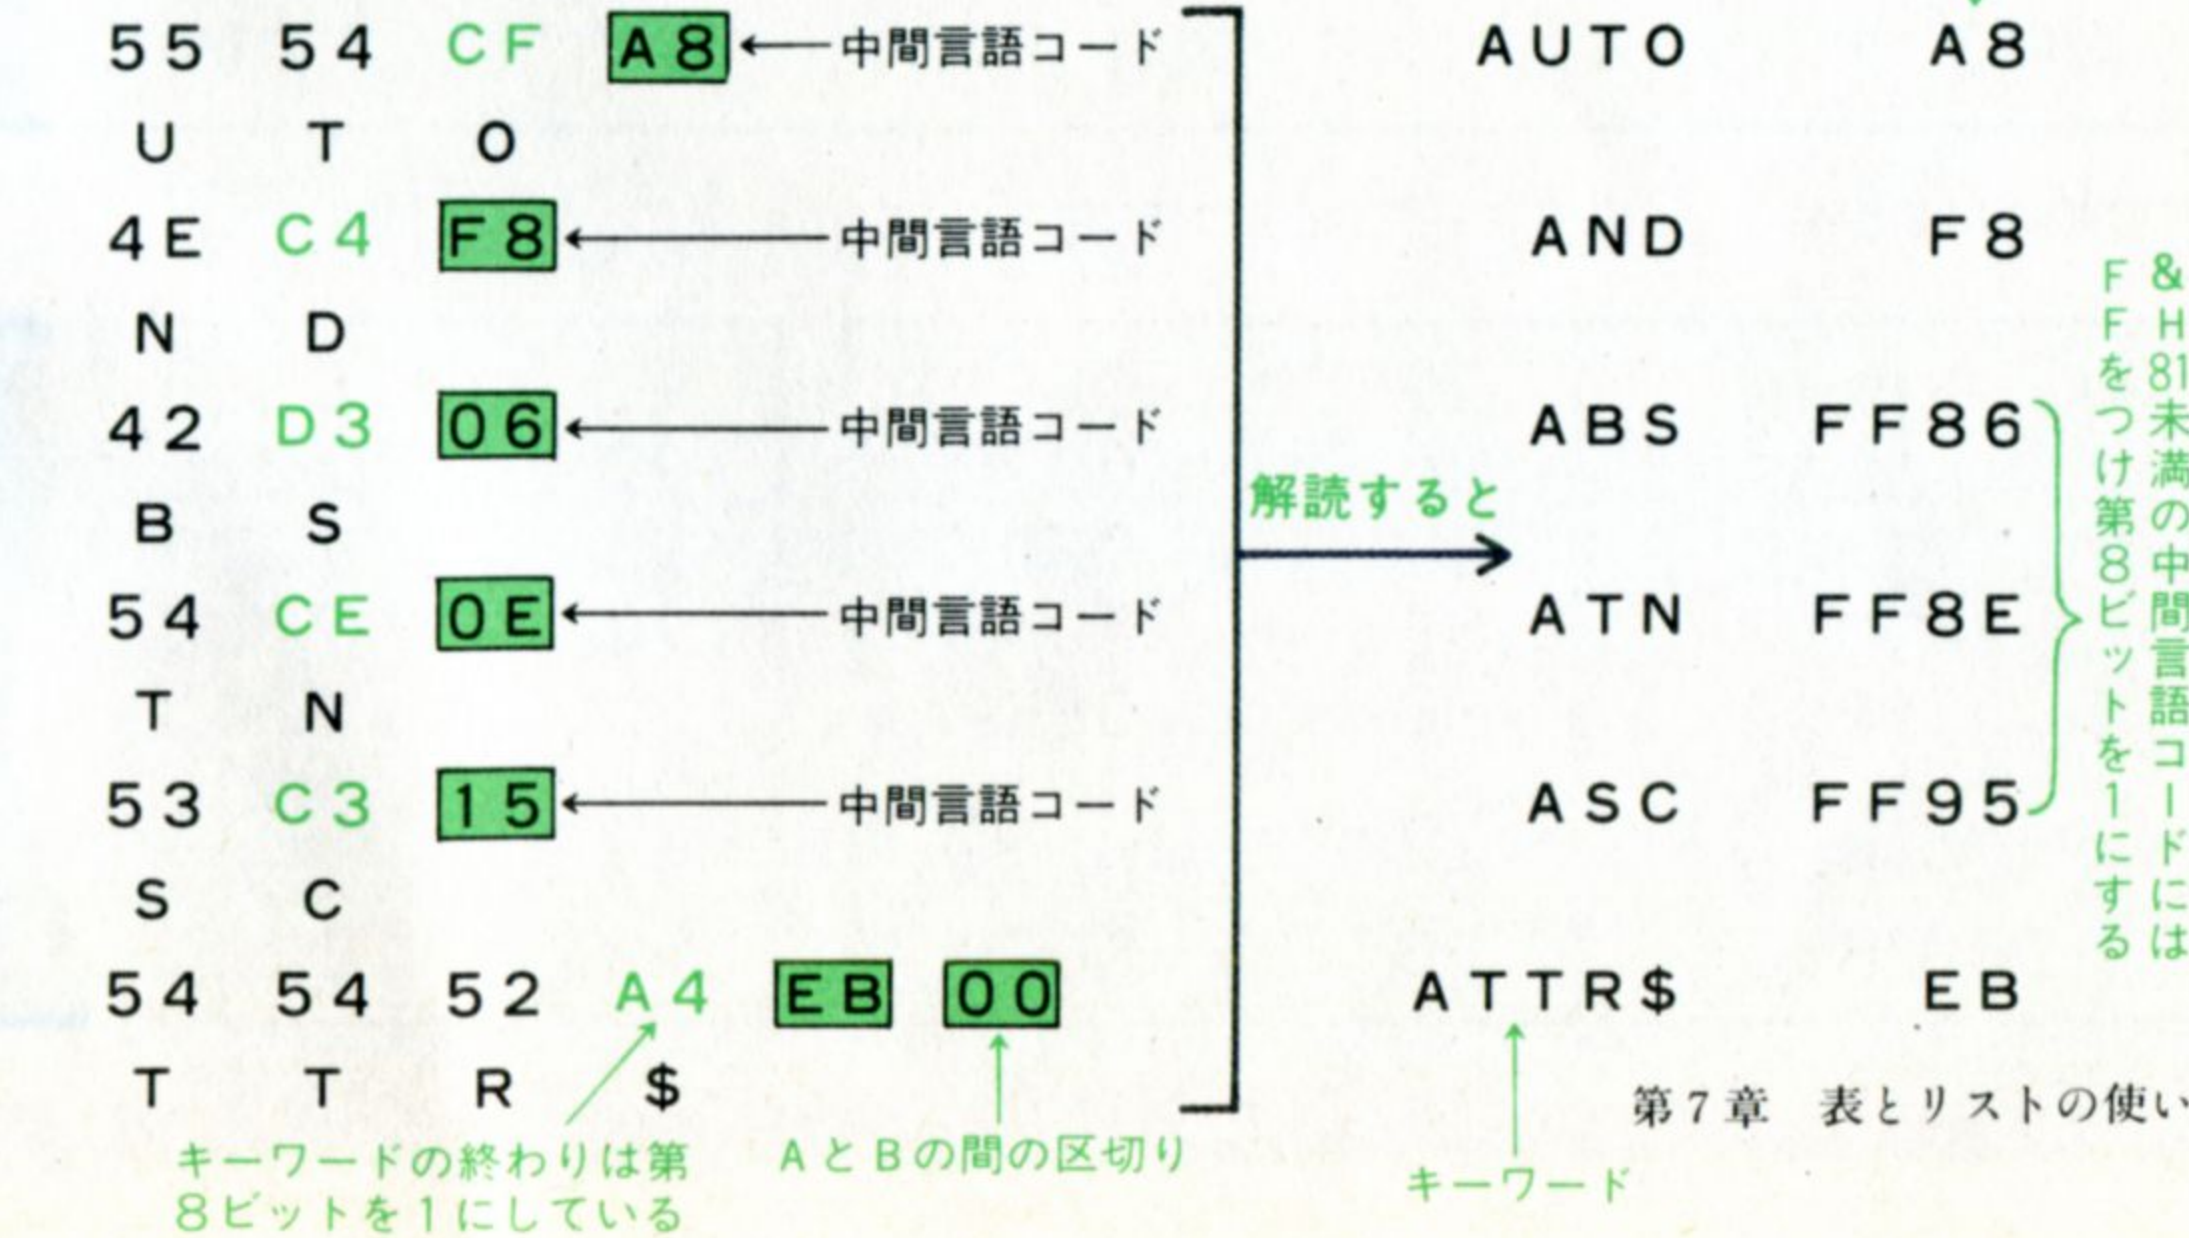 55 54 CF A8 ← 中間言語コード AUTO A8
U T O
4E C4 F8 ← 中間言語コード AND F8
N D
42 D3 06 ← 中間言語コード ABS FF86
B S
解読すると
54 CE 0E ← 中間言語コード ATN FF8E
T N
53 C3 15 ← 中間言語コード ASC FF95
S C
54 54 52 A4 EB 00 ATTR$ EB
T T R $
&H81未満の中間言語コードには
FFをつけ第8ビットを1にする
キーワードの終わりは第
8ビットを1にしている
AとBの間の区切り
キーワード
第7章 表とリストの使い